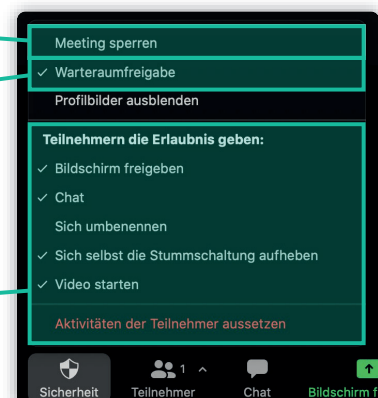 Meeting sperren
✓ Warteraumfreigabe
Profilbilder ausblenden
Teilnehmern die Erlaubnis geben:
✓ Bildschirm freigeben
✓ Chat
Sich umbenennen
✓ Sich selbst die Stummschaltung aufheben
✓ Video starten
Aktivitäten der Teilnehmer aussetzen
1
Sicherheit Teilnehmer Chat Bildschirm f